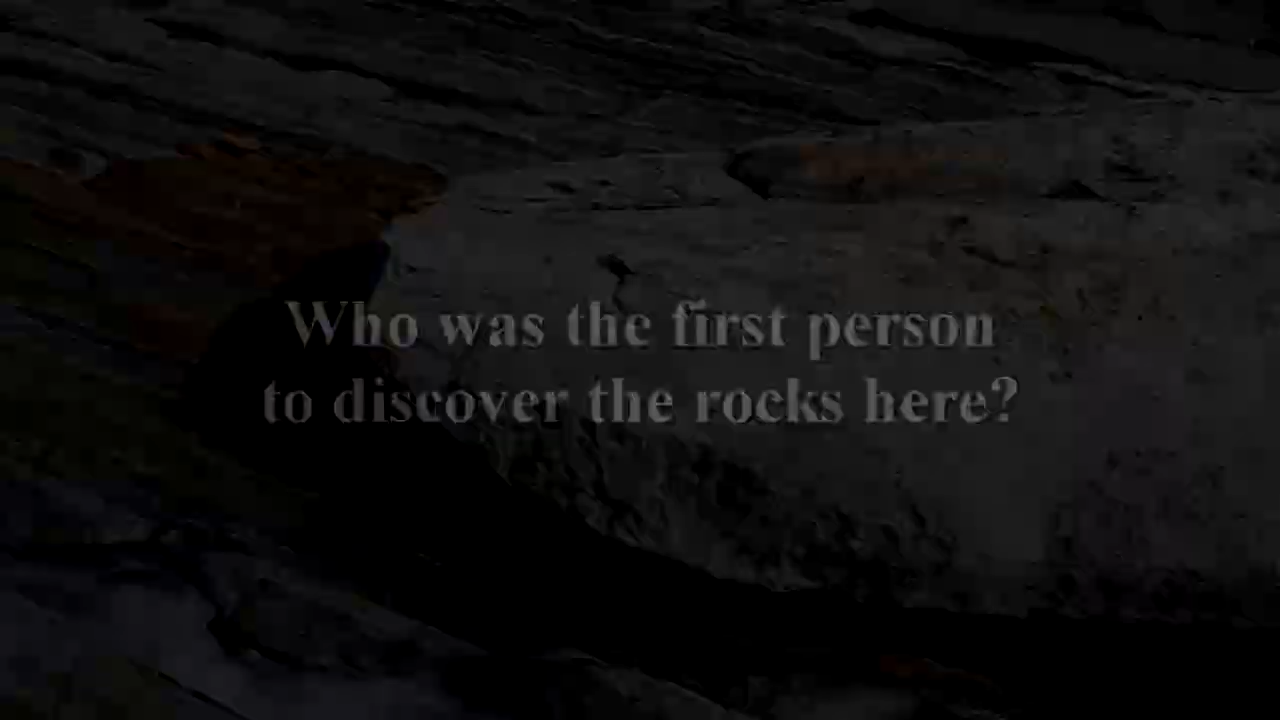 Who was the first person
to discover the rocks here?